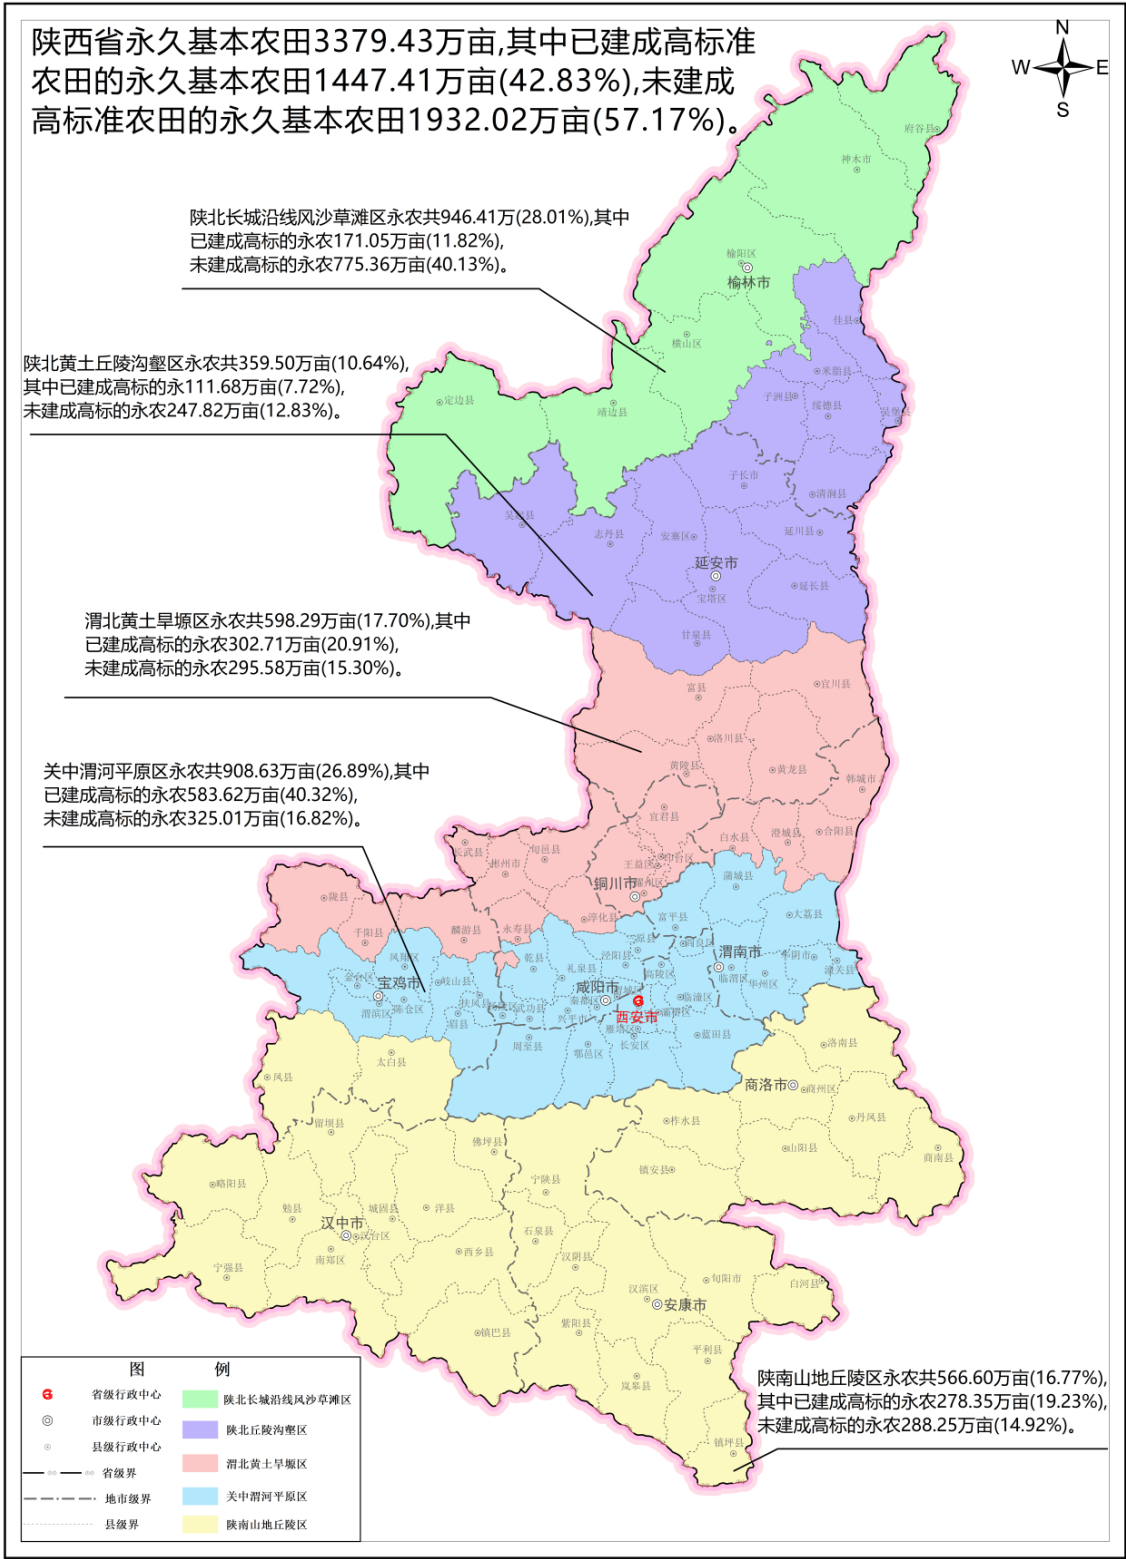 陕西省永久基本农田3379.43万亩,其中已建成高标准
农田的永久基本农田1447.41万亩(42.83%),未建成
高标准农田的永久基本农田1932.02万亩(57.17%)。
N
W
E
S
陕北长城沿线风沙草滩区永农共946.41万(28.01%),其中
已建成高标的永农171.05万亩(11.82%),
未建成高标的永农775.36万亩(40.13%)。
陕北黄土丘陵沟壑区永农共359.50万亩(10.64%),
其中已建成高标的永111.68万亩(7.72%),
未建成高标的永农247.82万亩(12.83%)。
渭北黄土旱塬区永农共598.29万亩(17.70%),其中
已建成高标的永农302.71万亩(20.91%),
未建成高标的永农295.58万亩(15.30%)。
关中渭河平原区永农共908.63万亩(26.89%),其中
已建成高标的永农583.62万亩(40.32%),
未建成高标的永农325.01万亩(16.82%)。
府谷县
神木市
榆阳区
榆林市
佳县
横山区
米脂县
子洲县
绥德县
吴堡县
定边县
靖边县
子长市
清涧县
吴起县
志丹县
安塞区
延川县
延安市
宝塔区
延长县
甘泉县
富县
宜川县
洛川县
黄陵县
黄龙县
韩城市
宜君县
白水县
澄城县
合阳县
长武县
旬邑县
彬州市
王益区
印台区
铜川市
耀州区
蒲城县
陇县
千阳县
麟游县
永寿县
淳化县
富平县
大荔县
凤翔区
乾县
三原县
阎良区
渭南市
华阴市
潼关县
金台区
宝鸡市
岐山县
礼泉县
泾阳县
高陵区
临渭区
华州区
渭滨区
陈仓区
扶风县
杨陵区
武功县
咸阳市
秦都区
渭城区
兴平市
临潼区
眉县
西安市
灞桥区
雁塔区
长安区
蓝田县
周至县
鄠邑区
太白县
凤县
洛南县
商洛市
商州区
丹凤县
留坝县
佛坪县
柞水县
山阳县
商南县
略阳县
宁陕县
镇安县
勉县
城固县
洋县
汉中市
汉台区
石泉县
南郑区
西乡县
汉阴县
宁强县
旬阳市
白河县
汉滨区
安康市
紫阳县
镇巴县
平利县
岚皋县
镇坪县
陕南山地丘陵区永农共566.60万亩(16.77%),
其中已建成高标的永农278.35万亩(19.23%),
未建成高标的永农288.25万亩(14.92%)。
图 例
省级行政中心
市级行政中心
县级行政中心
省级界
地市级界
县级界
陕北长城沿线风沙草滩区
陕北丘陵沟壑区
渭北黄土旱塬区
关中渭河平原区
陕南山地丘陵区